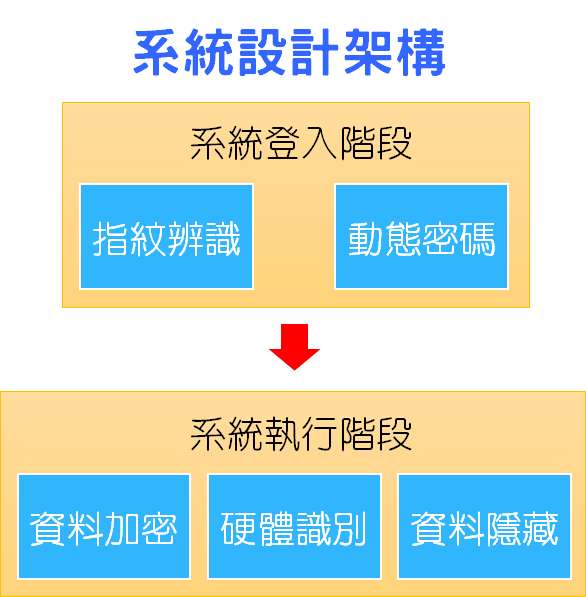 系統設計架構
系統登入階段
指紋辨識
動態密碼
系統執行階段
資料加密
硬體識別
資料隱藏